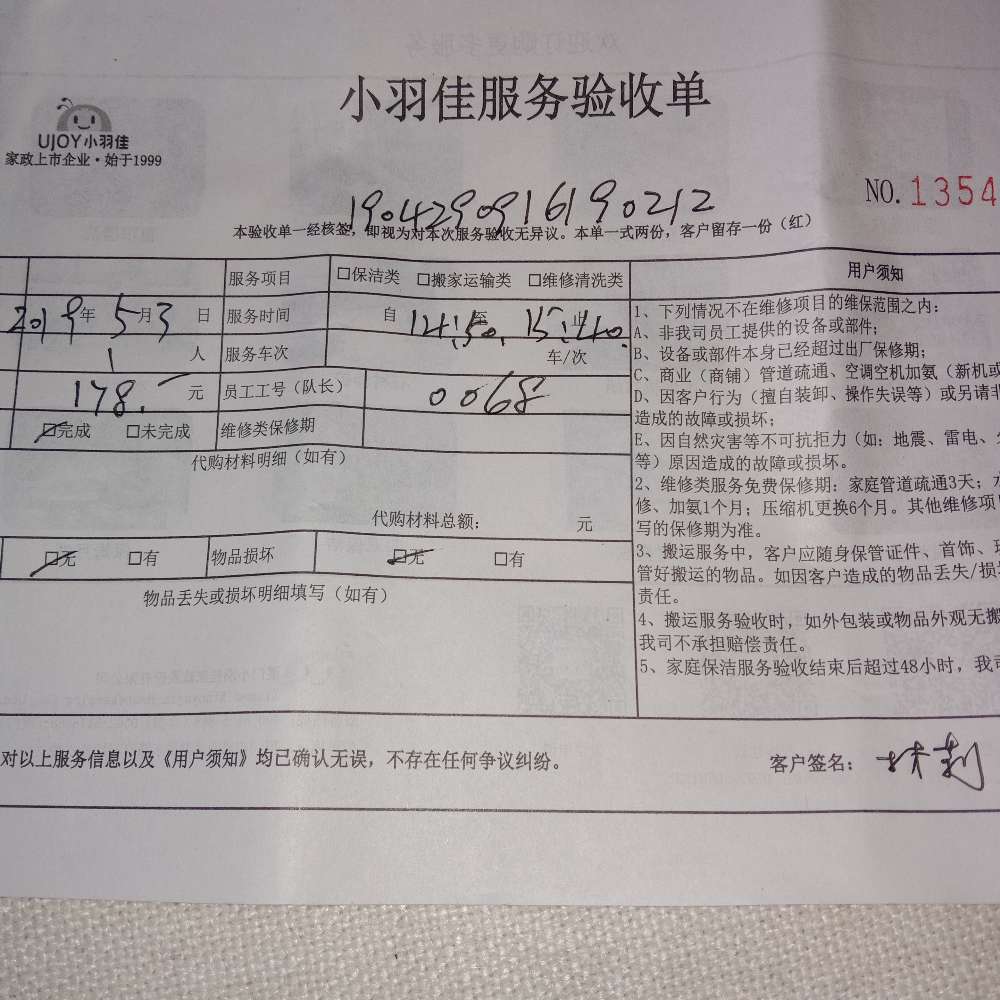 小羽佳服务验收单
UJOY小羽佳
家政上市企业·始于1999
NO.1354
1904290916190212
本验收单一经核签，即视为对本次服务验收无异议。本单一式两份，客户留存一份（红）
服务项目 □保洁类 □搬家运输类 □维修清洗类
2019年5月3日 服务时间 自14:50至15:40
1人 服务车次 车/次
178.一元 员工工号（队长） 0068
☑完成 □未完成 维修类保修期
代购材料明细（如有）
代购材料总额： 元
☑无 □有 物品损坏 ☑无 □有
物品丢失或损坏明细填写（如有）
用户须知
1、下列情况不在维修项目的维保范围之内：
A、非我司员工提供的设备或部件；
B、设备或部件本身已经超过出厂保修期；
C、商业（商铺）管道疏通、空调空机加氨（新机或
D、因客户行为（擅自装卸、操作失误等）或另请非
造成的故障或损坏；
E、因自然灾害等不可抗拒力（如：地震、雷电、
等）原因造成的故障或损坏。
2、维修类服务免费保修期：家庭管道疏通3天；
修、加氨1个月；压缩机更换6个月。其他维修项
写的保修期为准。
3、搬运服务中，客户应随身保管证件、首饰、
管好搬运的物品。如因客户造成的物品丢失/损
责任。
4、搬运服务验收时，如外包装或物品外观无
我司不承担赔偿责任。
5、家庭保洁服务验收结束后超过48小时，我司
对以上服务信息以及《用户须知》均已确认无误，不存在任何争议纠纷。
客户签名：